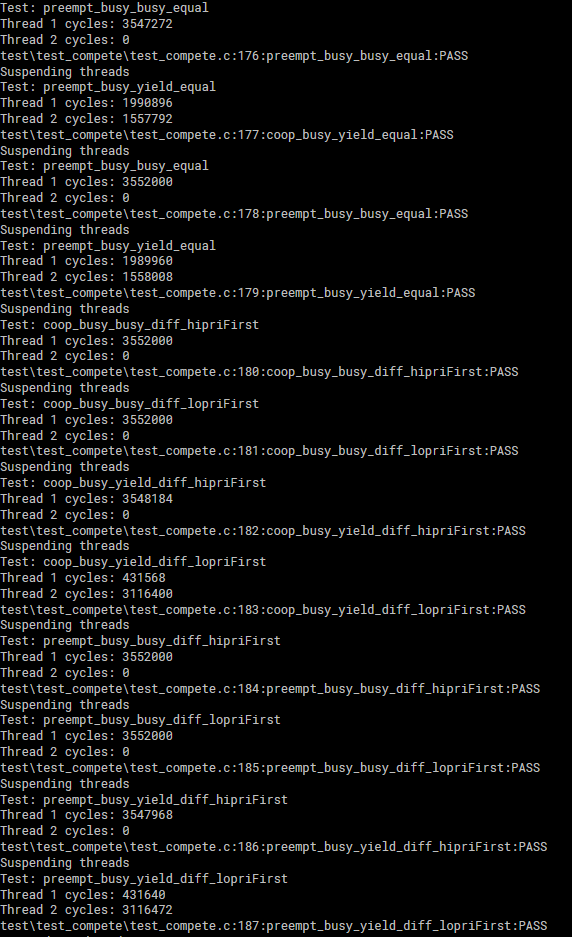 Test: preempt_busy_busy_equal
Thread 1 cycles: 3547272
Thread 2 cycles: 0
test\test_compete\test_compete.c:176:preempt_busy_busy_equal:PASS
Suspending threads
Test: preempt_busy_yield_equal
Thread 1 cycles: 1990896
Thread 2 cycles: 1557792
test\test_compete\test_compete.c:177:coop_busy_yield_equal:PASS
Suspending threads
Test: preempt_busy_busy_equal
Thread 1 cycles: 3552000
Thread 2 cycles: 0
test\test_compete\test_compete.c:178:preempt_busy_busy_equal:PASS
Suspending threads
Test: preempt_busy_yield_equal
Thread 1 cycles: 1989960
Thread 2 cycles: 1558008
test\test_compete\test_compete.c:179:preempt_busy_yield_equal:PASS
Suspending threads
Test: coop_busy_busy_diff_hipriFirst
Thread 1 cycles: 3552000
Thread 2 cycles: 0
test\test_compete\test_compete.c:180:coop_busy_busy_diff_hipriFirst:PASS
Suspending threads
Test: coop_busy_busy_diff_lopriFirst
Thread 1 cycles: 3552000
Thread 2 cycles: 0
test\test_compete\test_compete.c:181:coop_busy_busy_diff_lopriFirst:PASS
Suspending threads
Test: coop_busy_yield_diff_hipriFirst
Thread 1 cycles: 3548184
Thread 2 cycles: 0
test\test_compete\test_compete.c:182:coop_busy_yield_diff_hipriFirst:PASS
Suspending threads
Test: coop_busy_yield_diff_lopriFirst
Thread 1 cycles: 431568
Thread 2 cycles: 3116400
test\test_compete\test_compete.c:183:coop_busy_yield_diff_lopriFirst:PASS
Suspending threads
Test: preempt_busy_busy_diff_hipriFirst
Thread 1 cycles: 3552000
Thread 2 cycles: 0
test\test_compete\test_compete.c:184:preempt_busy_busy_diff_hipriFirst:PASS
Suspending threads
Test: preempt_busy_busy_diff_lopriFirst
Thread 1 cycles: 3552000
Thread 2 cycles: 0
test\test_compete\test_compete.c:185:preempt_busy_busy_diff_lopriFirst:PASS
Suspending threads
Test: preempt_busy_yield_diff_hipriFirst
Thread 1 cycles: 3547968
Thread 2 cycles: 0
test\test_compete\test_compete.c:186:preempt_busy_yield_diff_hipriFirst:PASS
Suspending threads
Test: preempt_busy_yield_diff_lopriFirst
Thread 1 cycles: 431640
Thread 2 cycles: 3116472
test\test_compete\test_compete.c:187:preempt_busy_yield_diff_lopriFirst:PASS